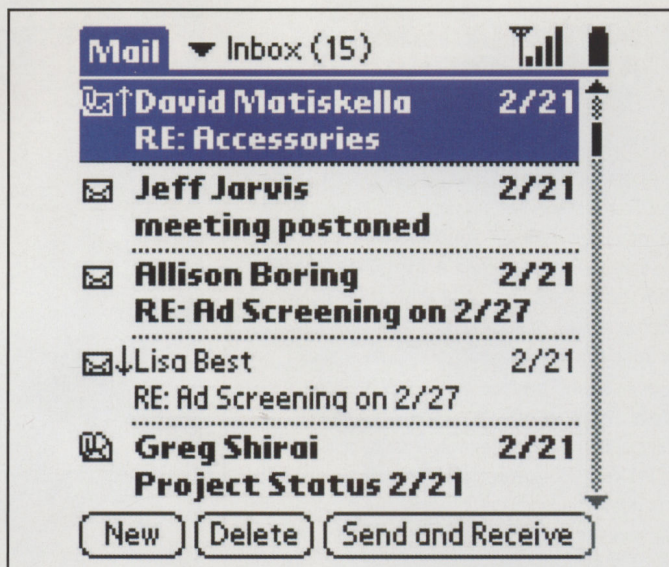 Mail Inbox (15)
David Matiskella 2/21
RE: Accessories
Jeff Jarvis 2/21
meeting postoned
Allison Boring 2/21
RE: Ad Screening on 2/27
Lisa Best 2/21
RE: Ad Screening on 2/27
Greg Shirai 2/21
Project Status 2/21
New Delete Send and Receive